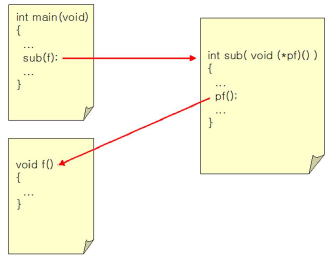 int main(void)
{
...
sub(f);
...
}
int sub( void (*pf)() )
{
...
pf();
...
}
void f()
{
...
}